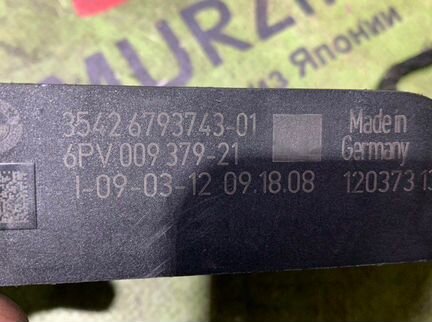 MURZ
из Японии
3542 6793743-01
6PV 009 379-21
1-09-03-12 09.18.08
Made in
Germany
120373 13